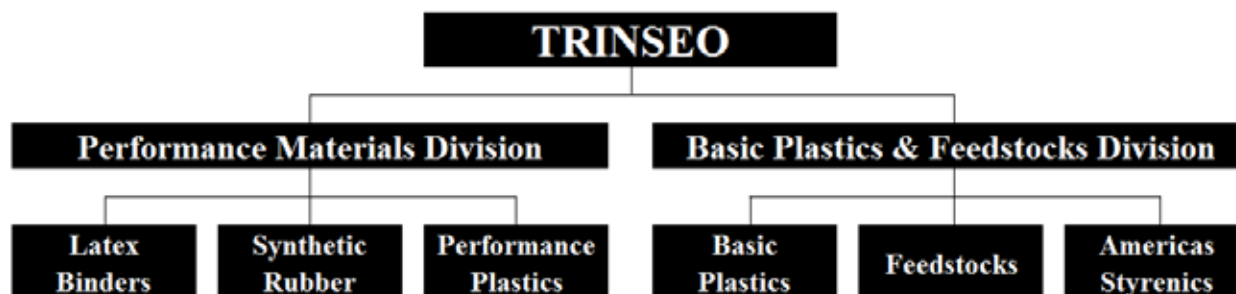 TRINSEO
Performance Materials Division
Basic Plastics & Feedstocks Division
Latex
Binders
Synthetic
Rubber
Performance
Plastics
Basic
Plastics
Feedstocks
Americas
Styrenics